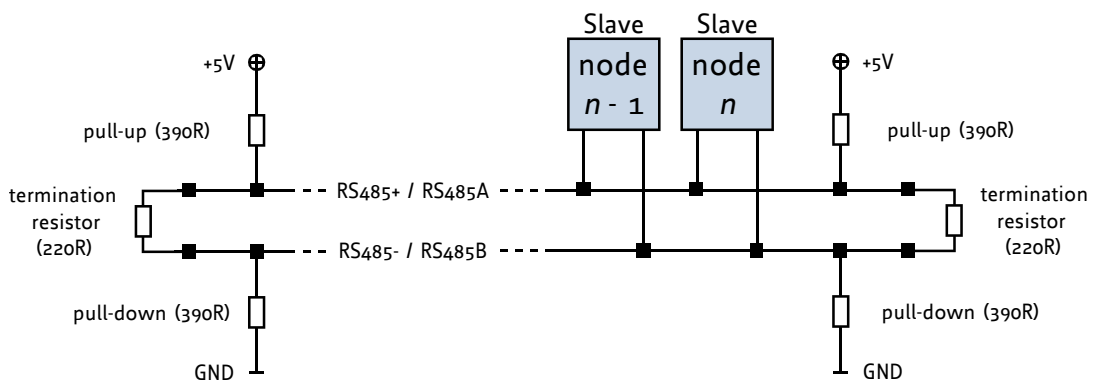 Slave
Slave
+5V
node
n - 1
node
n
+5V
pull-up (390R)
pull-up (390R)
termination
resistor
(220R)
RS485+ / RS485A
termination
resistor
(220R)
RS485- / RS485B
pull-down (390R)
pull-down (390R)
GND
GND